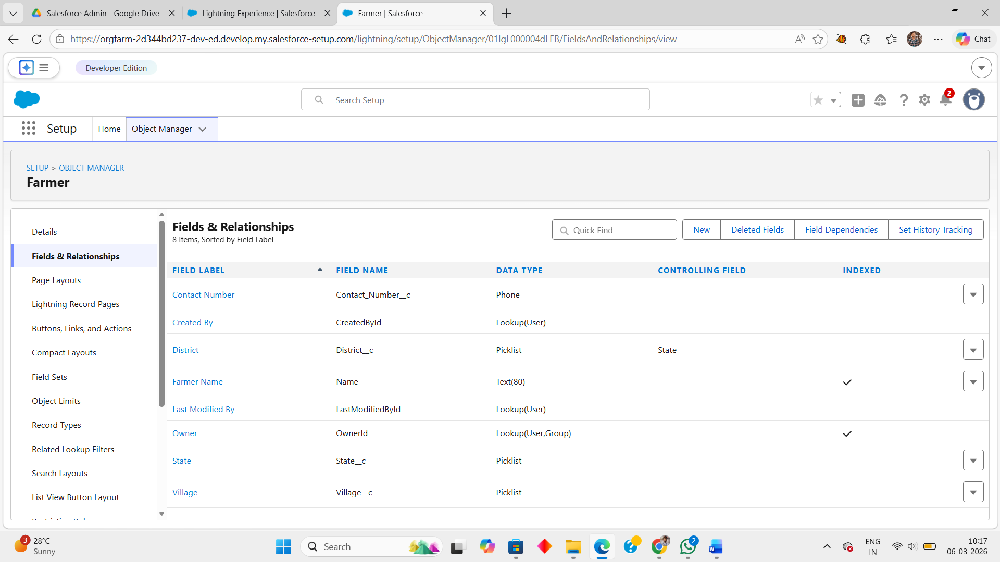 Salesforce Admin - Google Drive
Lightning Experience | Salesforce
Farmer | Salesforce
https://orgfarm-2d344bd237-dev-ed.develop.my.salesforce-setup.com/lightning/setup/ObjectManager/01IgL000004dLFB/FieldsAndRelationships/view
Chat
Developer Edition
Search Setup
2
Setup
Home
Object Manager
SETUP > OBJECT MANAGER
Farmer
Details
Fields & Relationships
Page Layouts
Lightning Record Pages
Buttons, Links, and Actions
Compact Layouts
Field Sets
Object Limits
Record Types
Related Lookup Filters
Search Layouts
List View Button Layout
Fields & Relationships
8 Items, Sorted by Field Label
Quick Find
New
Deleted Fields
Field Dependencies
Set History Tracking
FIELD LABEL FIELD NAME DATA TYPE CONTROLLING FIELD INDEXED
Contact Number Contact_Number__c Phone
Created By CreatedById Lookup(User)
District District__c Picklist State
Farmer Name Name Text(80)
Last Modified By LastModifiedById Lookup(User)
Owner OwnerId Lookup(User,Group)
State State__c Picklist
Village Village__c Picklist
3
28°C
Sunny
Search
2
ENG
IN
10:17
06-03-2026